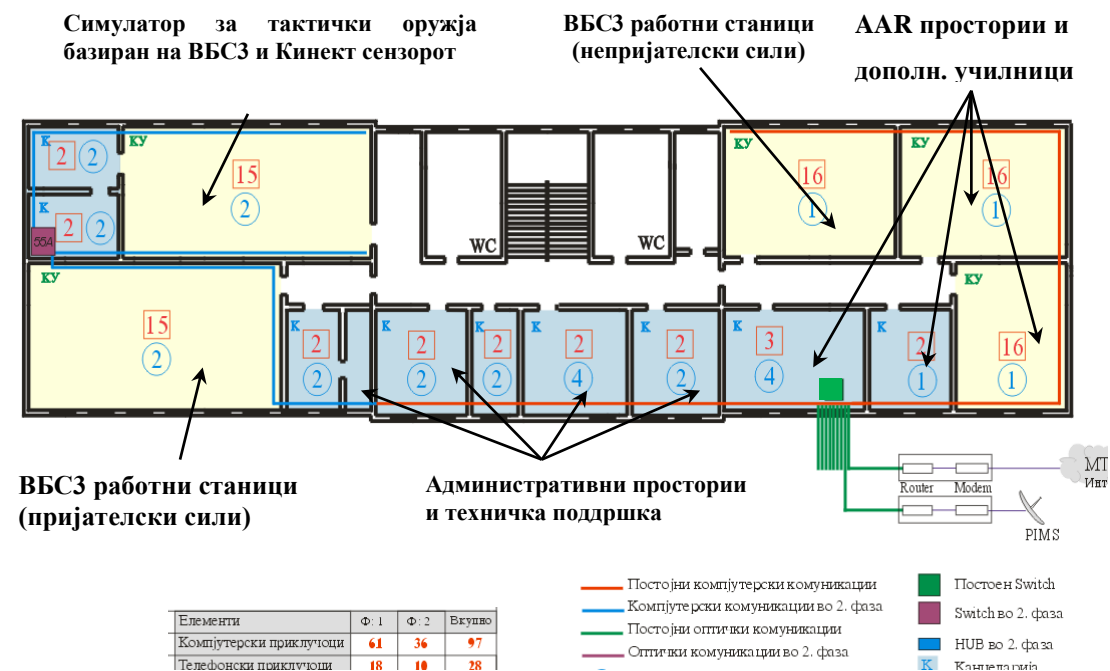 Симулатор за тактички оружја
базиран на ВБС3 и Кинект сензорот
ВБС3 работни станици
(непријателски сили)
AAR простории и
дополн. училници
К
2
2
КУ
15
2
КУ
16
1
КУ
16
1
К
2
2
55A
WC
WC
КУ
15
2
КУ
16
1
К
2
2
К
2
2
К
2
2
К
2
4
К
2
2
К
3
4
К
2
1
ВБС3 работни станици
(пријателски сили)
Административни простории
и техничка поддршка
Router
Modem
МТ
Инт
PIMS
Елементи Ф: 1 Ф: 2 Вкупно
Компјутерски приклучоци 61 36 97
Телефонски приклучоци 18 10 28
Постојни компјутерски комуникации
Компјутерски комуникации во 2. фаза
Постојни оптички комуникации
Оптички комуникации во 2. фаза
Постоен Switch
Switch во 2. фаза
HUB во 2. фаза
К Канцеларија